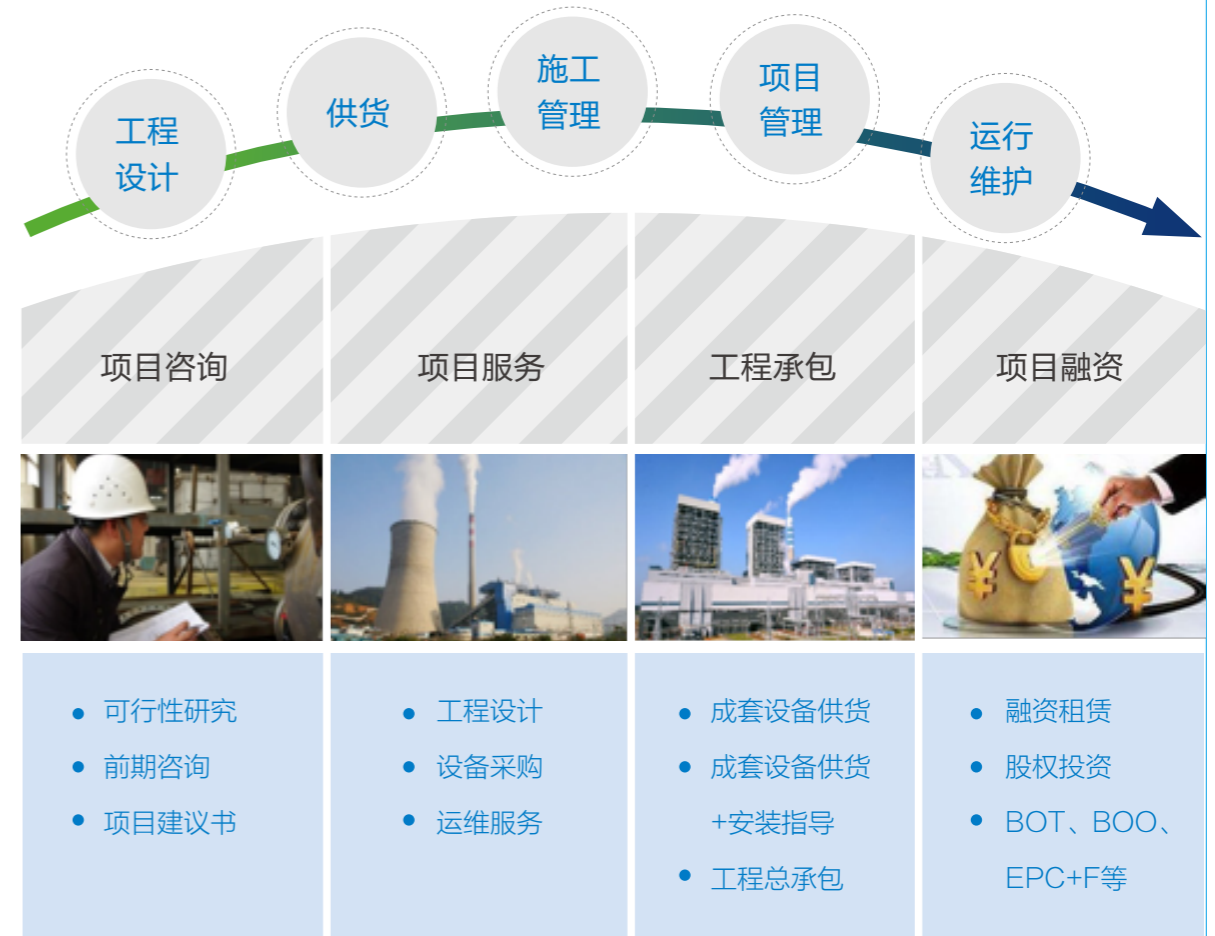 工程
设计
供货
施工
管理
项目
管理
运行
维护
项目咨询
项目服务
工程承包
项目融资
¥
¥
● 可行性研究
● 前期咨询
● 项目建议书
● 工程设计
● 设备采购
● 运维服务
● 成套设备供货
● 成套设备供货
+安装指导
● 工程总承包
● 融资租赁
● 股权投资
● BOT、BOO、
EPC+F等